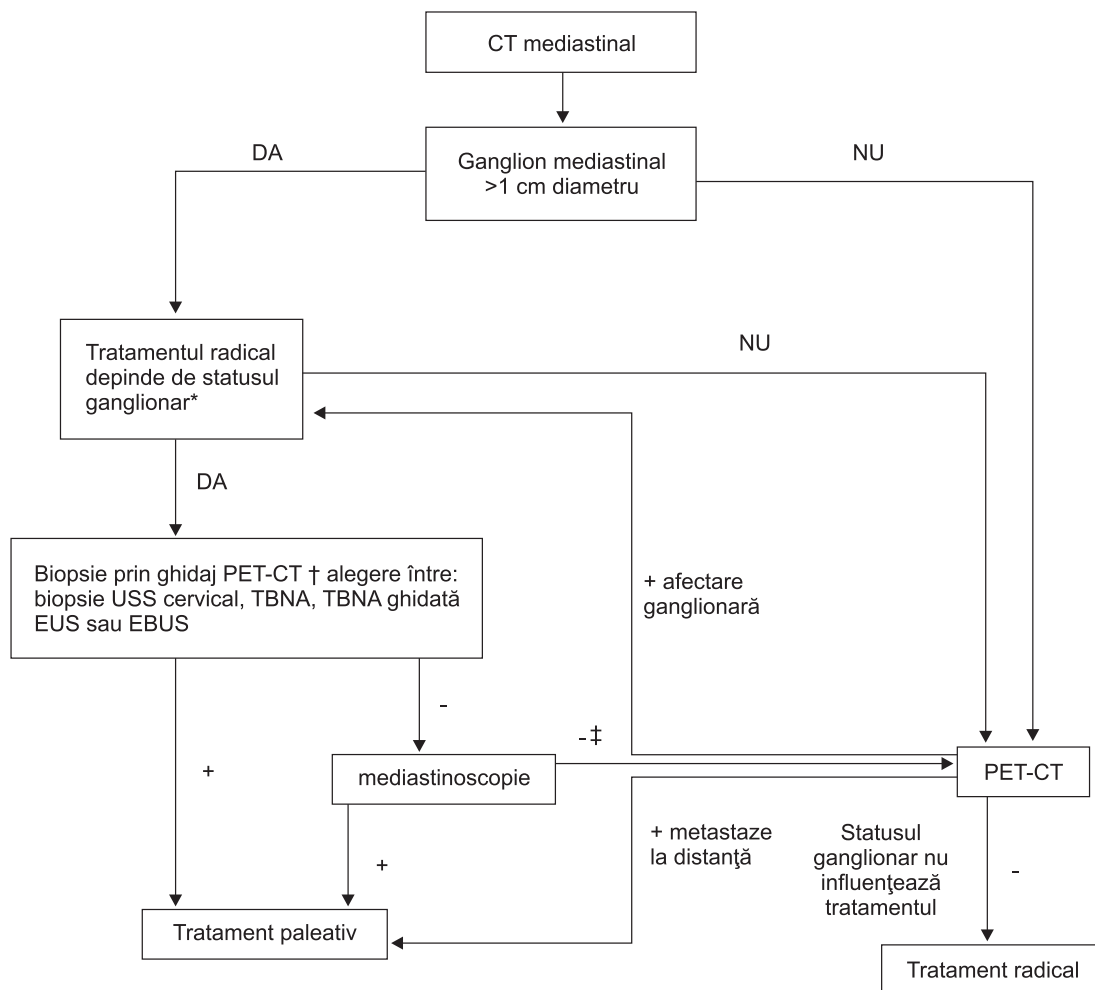 CT mediastinal
DA
Ganglion mediastinal
>1 cm diametru
NU
Tratamentul radical
depinde de statusul
ganglionar*
NU
DA
Biopsie prin ghidaj PET-CT † alegere între:
biopsie USS cervical, TBNA, TBNA ghidată
EUS sau EBUS
+ afectare
ganglionară
-
-‡
+
mediastinoscopie
PET-CT
+
+ metastaze
la distanţă
Statusul
ganglionar nu
influenţează
tratamentul
-
Tratament paleativ
Tratament radical